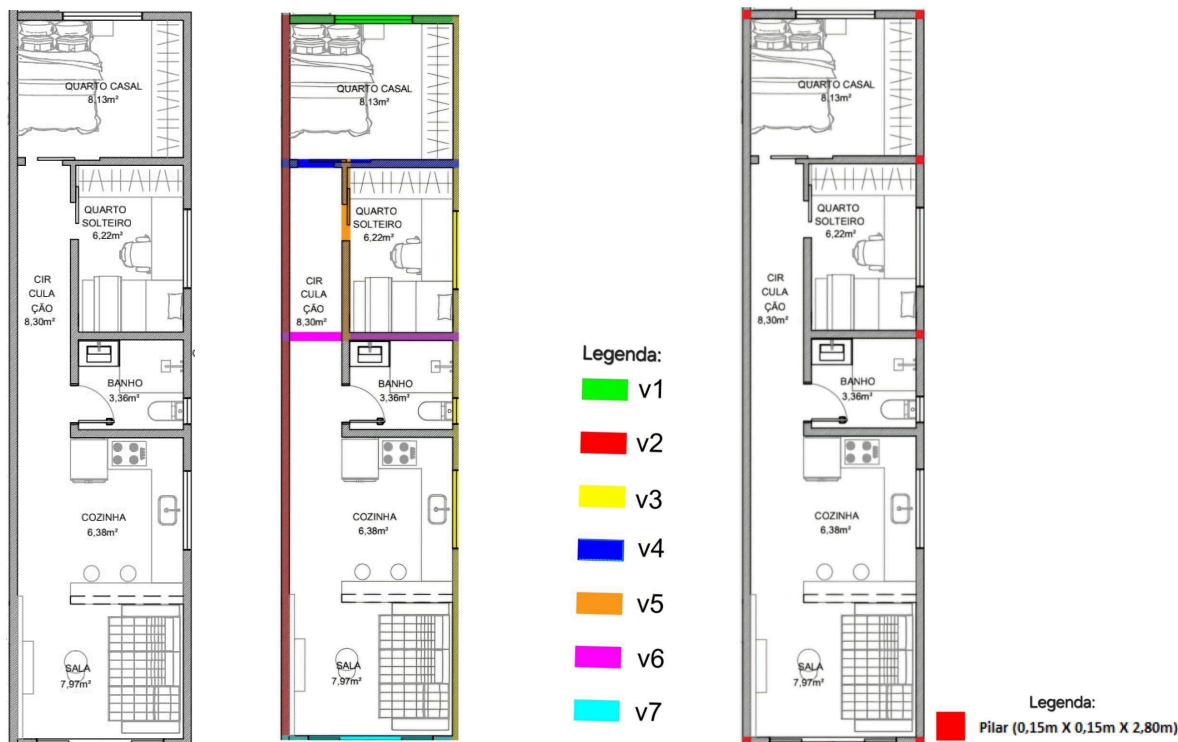 QUARTO CASAL
8,13m²
QUARTO
SOLTEIRO
6,22m²
CIR
CULA
ÇÃO
8,30m²
BANHO
3,36m²
COZINHA
6,38m²
SALA
7,97m²
QUARTO CASAL
8,13m²
QUARTO
SOLTEIRO
6,22m²
CIR
CULA
ÇÃO
8,30m²
BANHO
3,36m²
COZINHA
6,38m²
SALA
7,97m²
Legenda:
v1
v2
v3
v4
v5
v6
v7
QUARTO CASAL
8,13m²
QUARTO
SOLTEIRO
6,22m²
CIR
CULA
ÇÃO
8,30m²
BANHO
3,36m²
COZINHA
6,38m²
SALA
7,97m²
Legenda:
Pilar (0,15m X 0,15m X 2,80m)